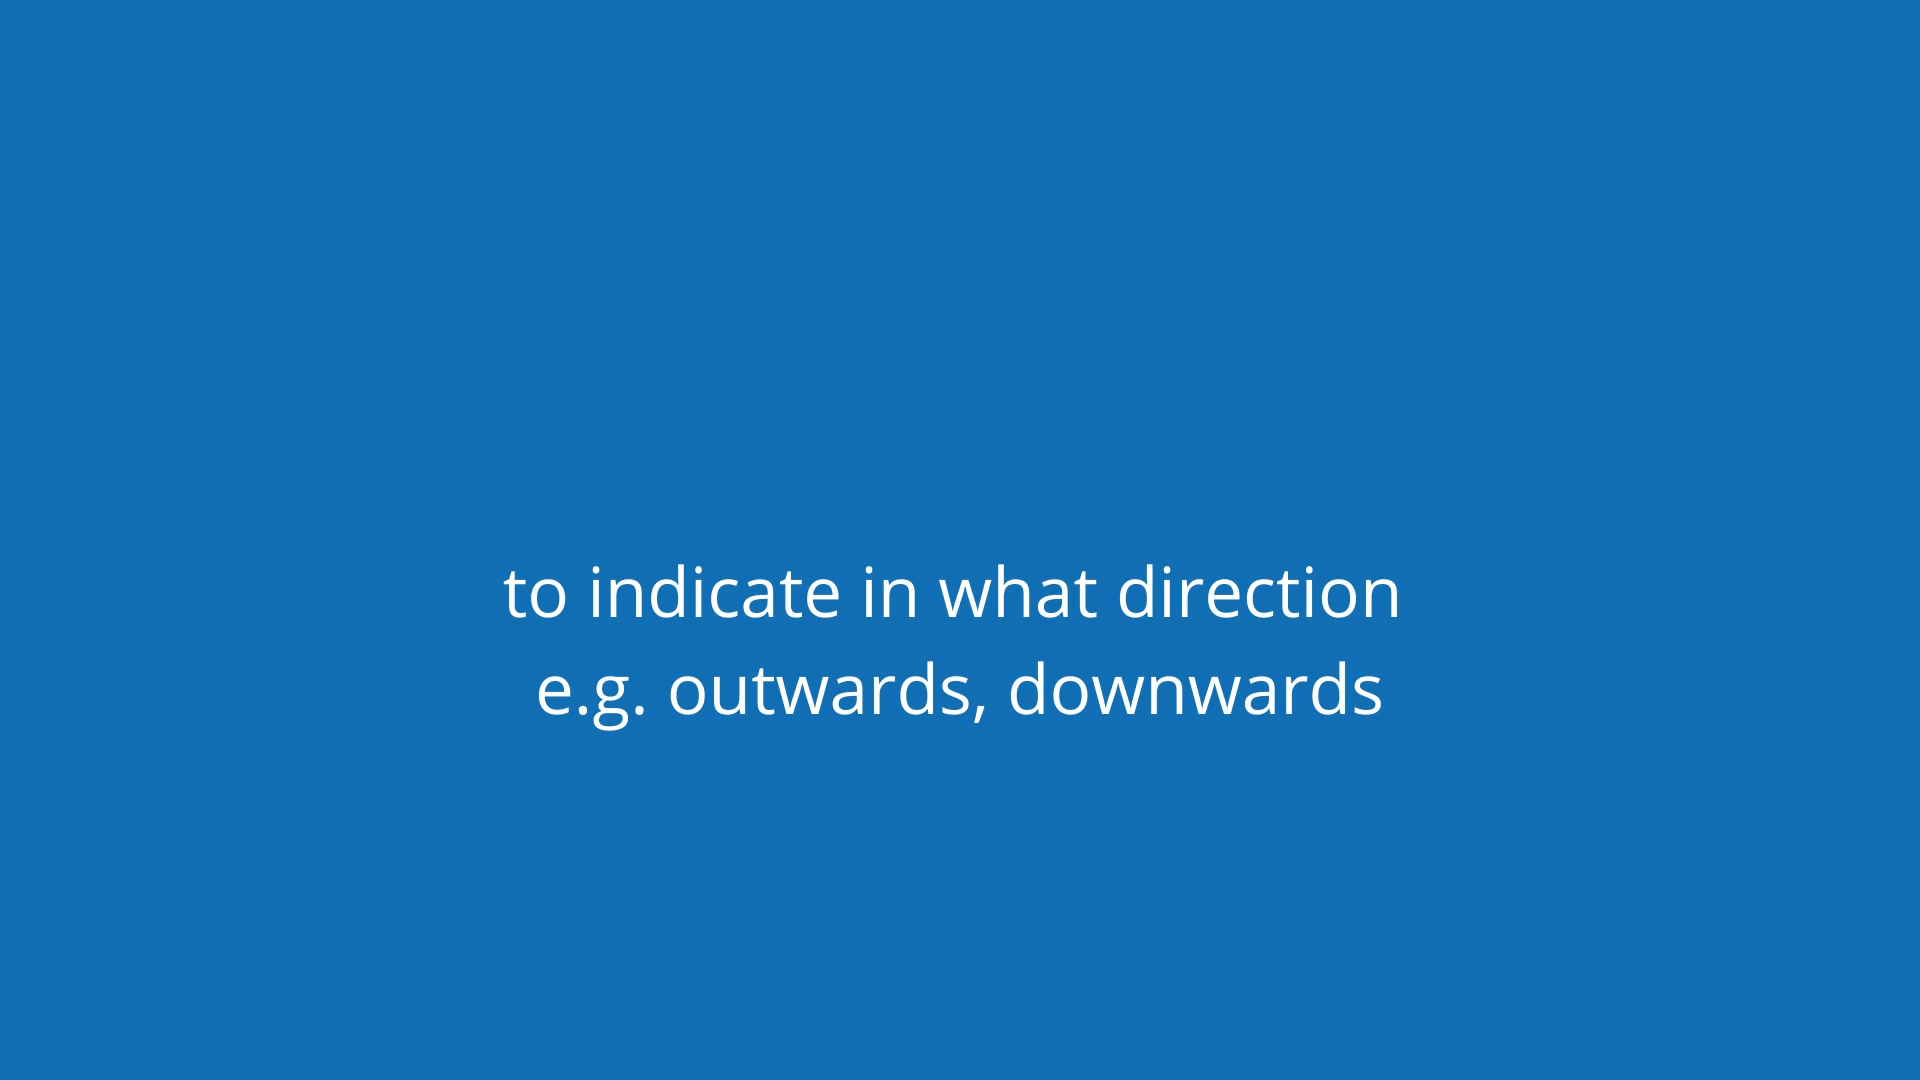 to indicate in what direction
e.g. outwards, downwards